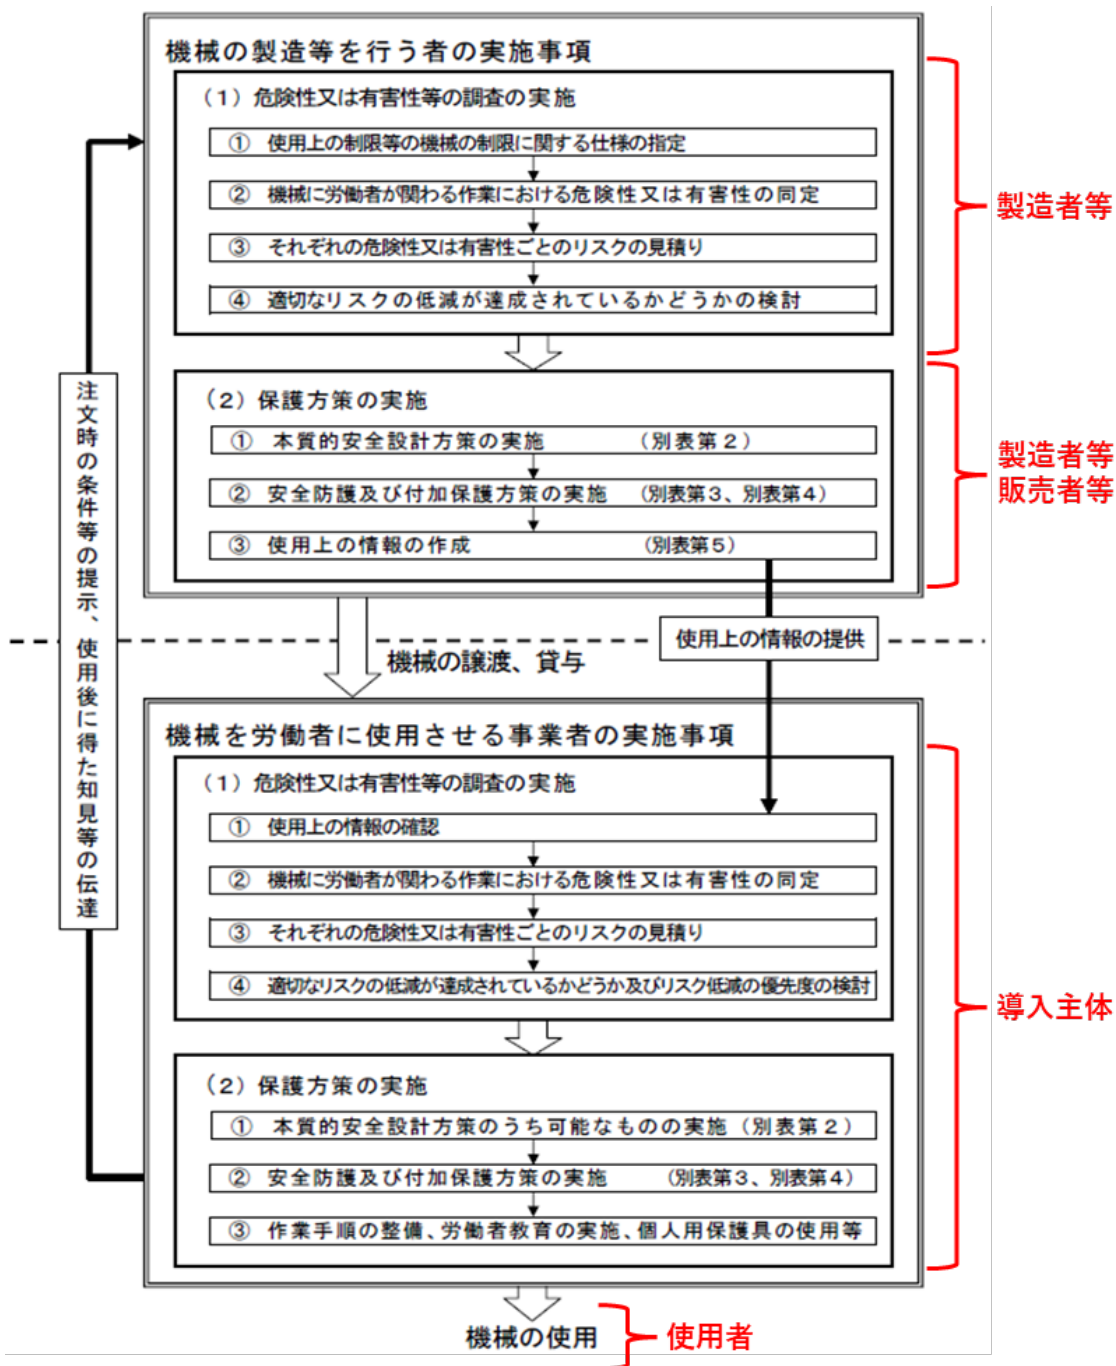 機械の製造等を行う者の実施事項
(1)危険性又は有害性等の調査の実施
① 使用上の制限等の機械の制限に関する仕様の指定
② 機械に労働者が関わる作業における危険性又は有害性の同定
③ それぞれの危険性又は有害性ごとのリスクの見積り
④ 適切なリスクの低減が達成されているかどうかの検討
製造者等
(2)保護方策の実施
① 本質的安全設計方策の実施 (別表第2)
② 安全防護及び付加保護方策の実施 (別表第3、別表第4)
③ 使用上の情報の作成 (別表第5)
製造者等
販売者等
注文時の条件等の提示、使用後に得た知見等の伝達
使用上の情報の提供
機械の譲渡、貸与
機械を労働者に使用させる事業者の実施事項
(1)危険性又は有害性等の調査の実施
① 使用上の情報の確認
② 機械に労働者が関わる作業における危険性又は有害性の同定
③ それぞれの危険性又は有害性ごとのリスクの見積り
④ 適切なリスクの低減が達成されているかどうか及びリスク低減の優先度の検討
導入主体
(2)保護方策の実施
① 本質的安全設計方策のうち可能なものの実施(別表第2)
② 安全防護及び付加保護方策の実施 (別表第3、別表第4)
③ 作業手順の整備、労働者教育の実施、個人用保護具の使用等
機械の使用
使用者